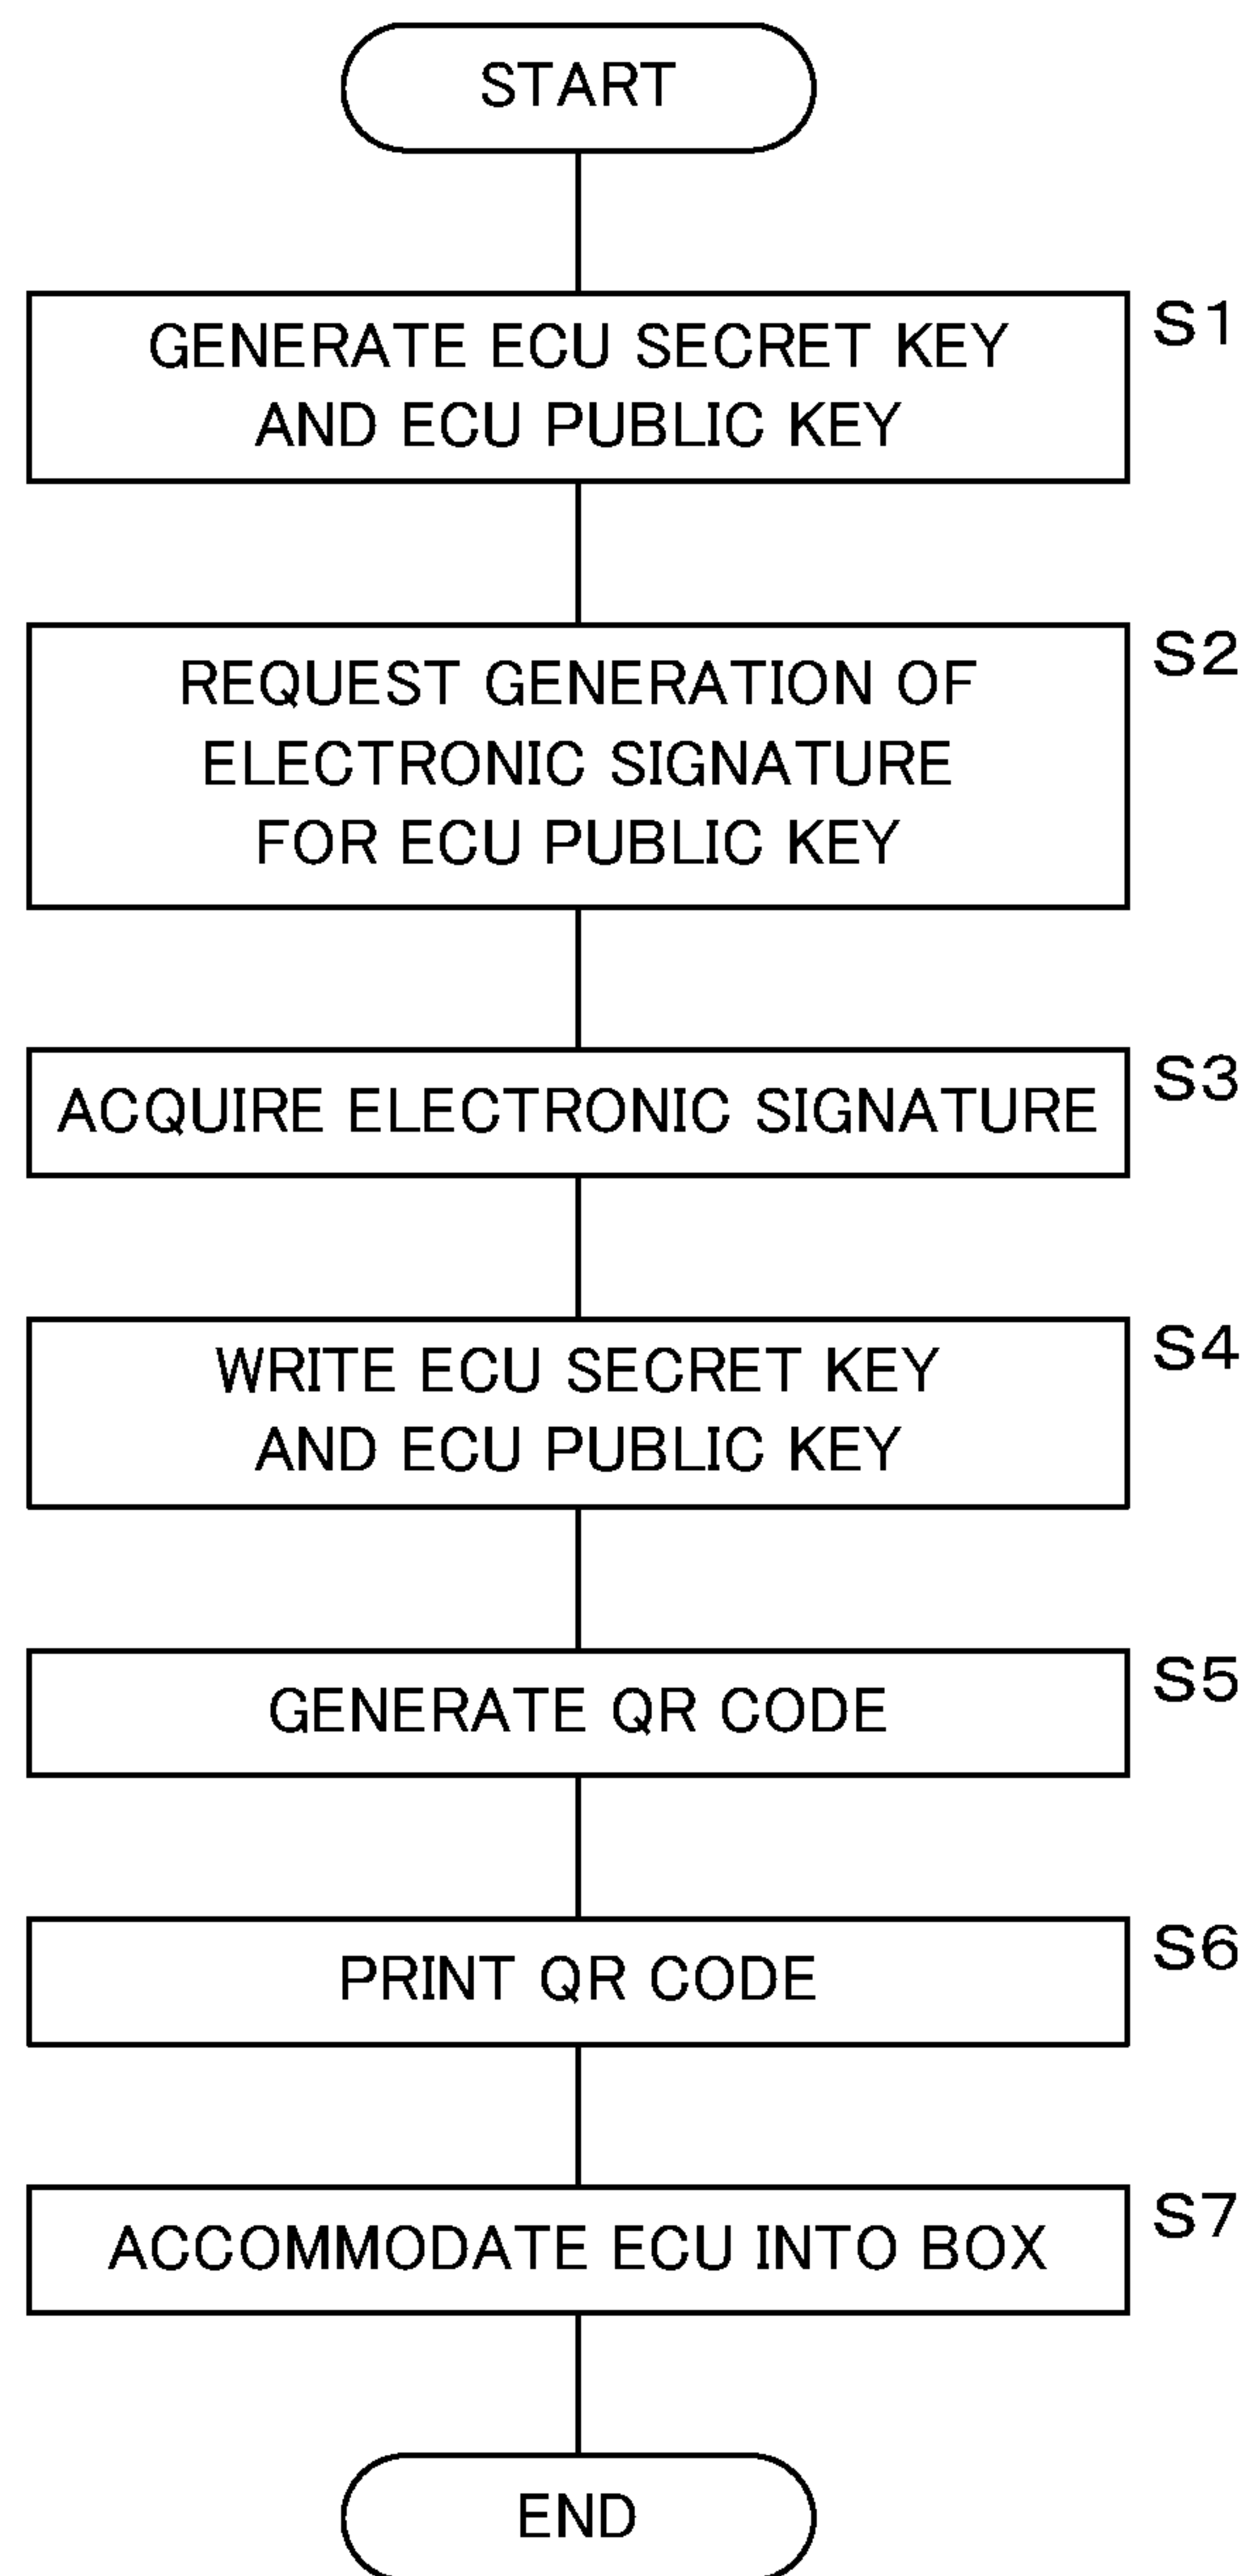 START
GENERATE ECU SECRET KEY
AND ECU PUBLIC KEY
S1
REQUEST GENERATION OF
ELECTRONIC SIGNATURE
FOR ECU PUBLIC KEY
S2
ACQUIRE ELECTRONIC SIGNATURE
S3
WRITE ECU SECRET KEY
AND ECU PUBLIC KEY
S4
GENERATE QR CODE
S5
PRINT QR CODE
S6
ACCOMMODATE ECU INTO BOX
S7
END